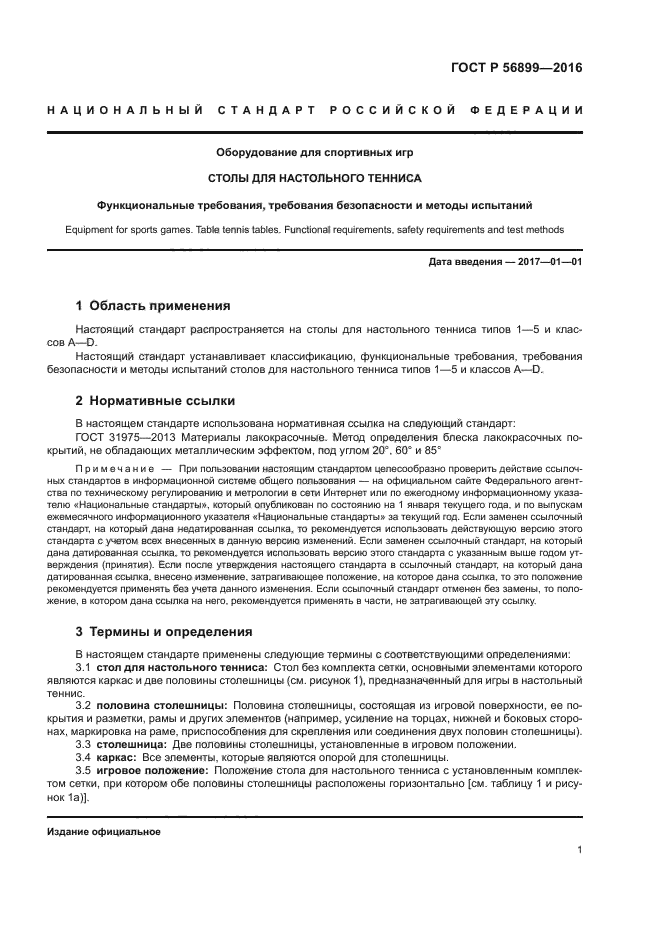 ГОСТ Р 56899—2016
НАЦИОНАЛЬНЫЙ СТАНДАРТ РОССИЙСКОЙ ФЕДЕРАЦИИ
Оборудование для спортивных игр
СТОЛЫ ДЛЯ НАСТОЛЬНОГО ТЕННИСА
Функциональные требования, требования безопасности и методы испытаний
Equipment for sports games. Table tennis tables. Functional requirements, safety requirements and test methods
Дата введения — 2017—01—01
1 Область применения
Настоящий стандарт распространяется на столы для настольного тенниса типов 1—5 и клас-
сов A—D.
Настоящий стандарт устанавливает классификацию, функциональные требования, требования
безопасности и методы испытаний столов для настольного тенниса типов 1—5 и классов A—D.
2 Нормативные ссылки
В настоящем стандарте использована нормативная ссылка на следующий стандарт:
ГОСТ 31975—2013 Материалы лакокрасочные. Метод определения блеска лакокрасочных по-
крытий, не обладающих металлическим эффектом, под углом 20°, 60° и 85°
Примечание — При пользовании настоящим стандартом целесообразно проверить действие ссылоч-
ных стандартов в информационной системе общего пользования — на официальном сайте Федерального агент-
ства по техническому регулированию и метрологии в сети Интернет или по ежегодному информационному указа-
телю «Национальные стандарты», который опубликован по состоянию на 1 января текущего года, и по выпускам
ежемесячного информационного указателя «Национальные стандарты» за текущий год. Если заменен ссылочный
стандарт, на который дана недатированная ссылка, то рекомендуется использовать действующую версию этого
стандарта с учетом всех внесенных в данную версию изменений. Если заменен ссылочный стандарт, на который
дана датированная ссылка, то рекомендуется использовать версию этого стандарта с указанным выше годом ут-
верждения (принятия). Если после утверждения настоящего стандарта в ссылочный стандарт, на который дана
датированная ссылка, внесено изменение, затрагивающее положение, на которое дана ссылка, то это положение
рекомендуется применять без учета данного изменения. Если ссылочный стандарт отменен без замены, то поло-
жение, в котором дана ссылка на него, рекомендуется применять в части, не затрагивающей эту ссылку.
3 Термины и определения
В настоящем стандарте применены следующие термины с соответствующими определениями:
3.1 стол для настольного тенниса: Стол без комплекта сетки, основными элементами которого
являются каркас и две половины столешницы (см. рисунок 1), предназначенный для игры в настольный
теннис.
3.2 половина столешницы: Половина столешницы, состоящая из игровой поверхности, ее по-
крытия и разметки, рамы и других элементов (например, усиление на торцах, нижней и боковых сторо-
нах, маркировка на раме, приспособления для скрепления или соединения двух половин столешницы).
3.3 столешница: Две половины столешницы, установленные в игровом положении.
3.4 каркас: Все элементы, которые являются опорой для столешницы.
3.5 игровое положение: Положение стола для настольного тенниса с установленным комплек-
том сетки, при котором обе половины столешницы расположены горизонтально [см. таблицу 1 и рису-
нок 1а)].
Издание официальное
1